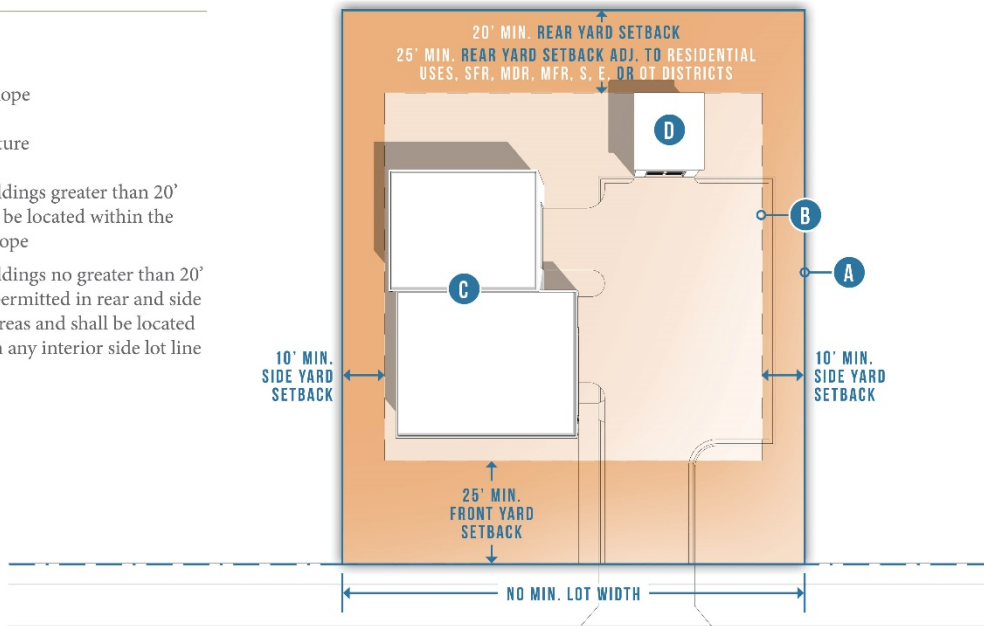 ope
ture
ldings greater than 20’
be located within the
ope
ldings no greater than 20’
permitted in rear and side
reas and shall be located
any interior side lot line
20’ MIN. REAR YARD SETBACK
25’ MIN. REAR YARD SETBACK ADJ. TO RESIDENTIAL
USES, SFR, MDR, MFR, S, E, OR OT DISTRICTS
D
B
A
C
10’ MIN.
SIDE YARD
SETBACK
10’ MIN.
SIDE YARD
SETBACK
25’ MIN.
FRONT YARD
SETBACK
NO MIN. LOT WIDTH